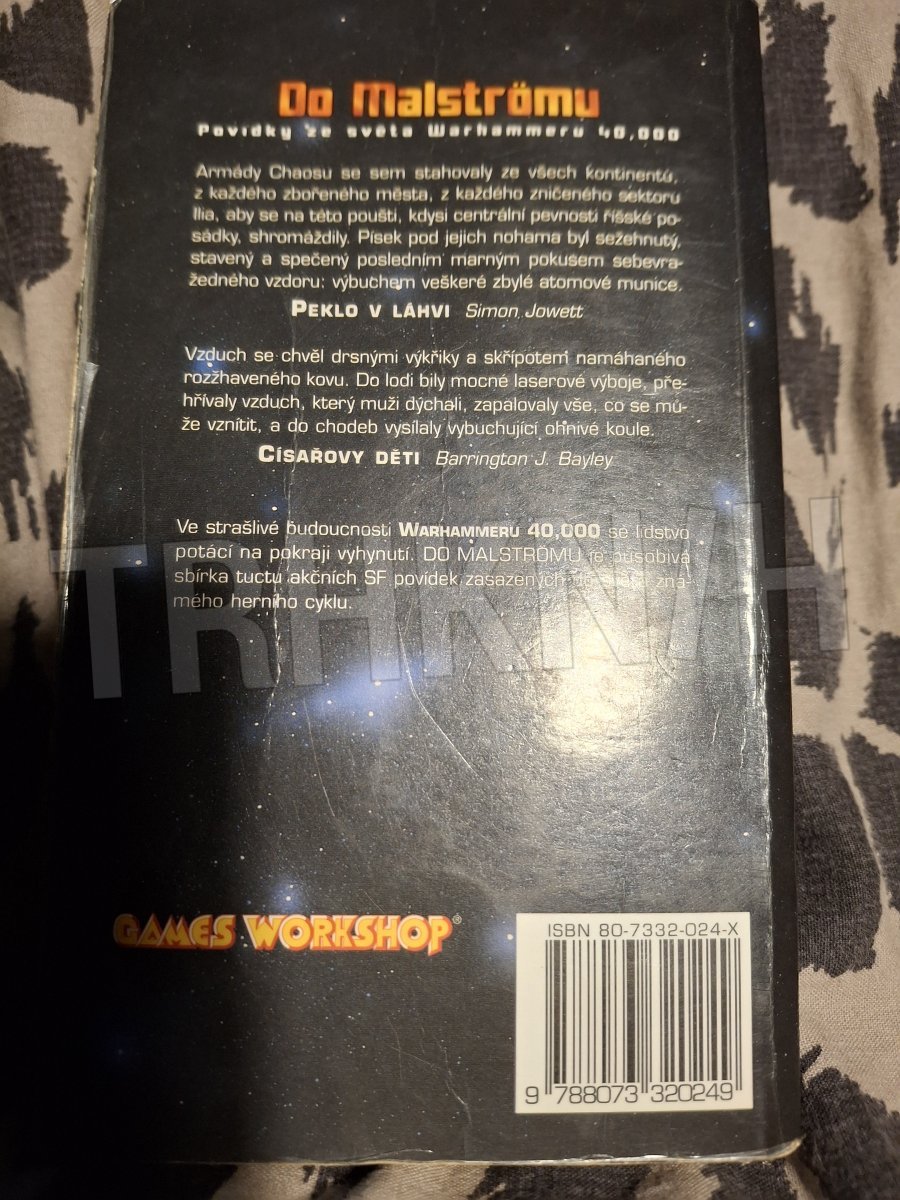 Do Malströmu
Povídky ze světa Warhammeru 40,000
Armády Chaosu se sem stahovaly ze všech kontinentů,
z každého zbořeného města, z každého zničeného sektoru
Ilia, aby se na této poušti, kdysi centrální pevnosti říšské po-
sádky, shromáždily. Písek pod jejich nohama byl sežehnutý,
stavený a spečený posledním marným pokusem sebevra-
žedného vzdoru: výbuchem veškeré zbylé atomové munice.
PEKLO V LÁHVI Simon Jowett
Vzduch se chvěl drsnými výkřiky a skřípotem namáhaného
rozžhaveného kovu. Do lodi bily mocné laserové výboje, pře-
hřívaly vzduch, který muži dýchali, zapalovaly vše, co se mů-
že vznítit, a do chodeb vysílaly vybuchující ohnivé koule.
CÍSAŘOVY DĚTI Barrington J. Bayley
Ve strašlivé budoucnosti WARHAMMERU 40,000 se lidstvo
potácí na pokraji vyhynutí. DO MALSTRÖMU je působivá
sbírka tuctu akčních SF povídek zasazených do světa zná-
mého herního cyklu.
TRHKNIH
GAMES WORKSHOP®
ISBN 80-7332-024-X
9 788073 320249